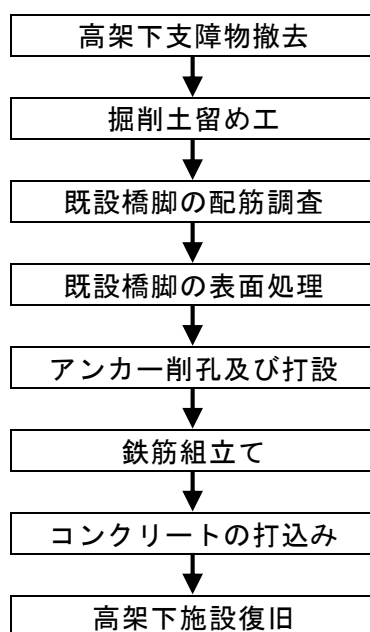 高架下支障物撤去
掘削土留め工
既設橋脚の配筋調査
既設橋脚の表面処理
アンカー削孔及び打設
鉄筋組立て
コンクリートの打込み
高架下施設復旧